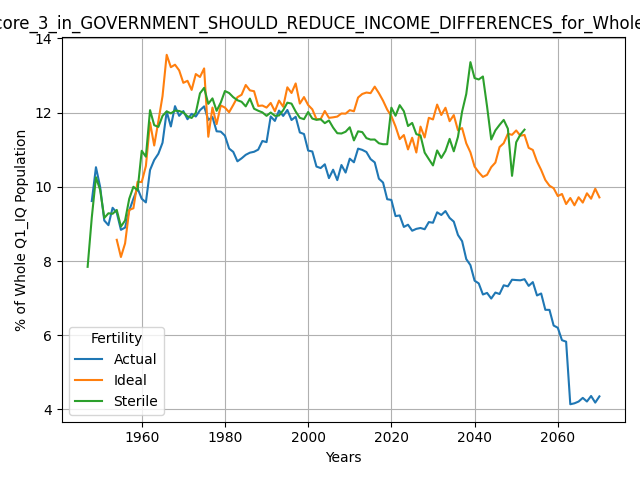 core_3_in_GOVERNMENT_SHOULD_REDUCE_INCOME_DIFFERENCES_for_Whole
14
12
10
8
6
4
% of Whole Q1_IQ Population
Fertility
Actual
Ideal
Sterile
1960 1980 2000 2020 2040 2060
Years